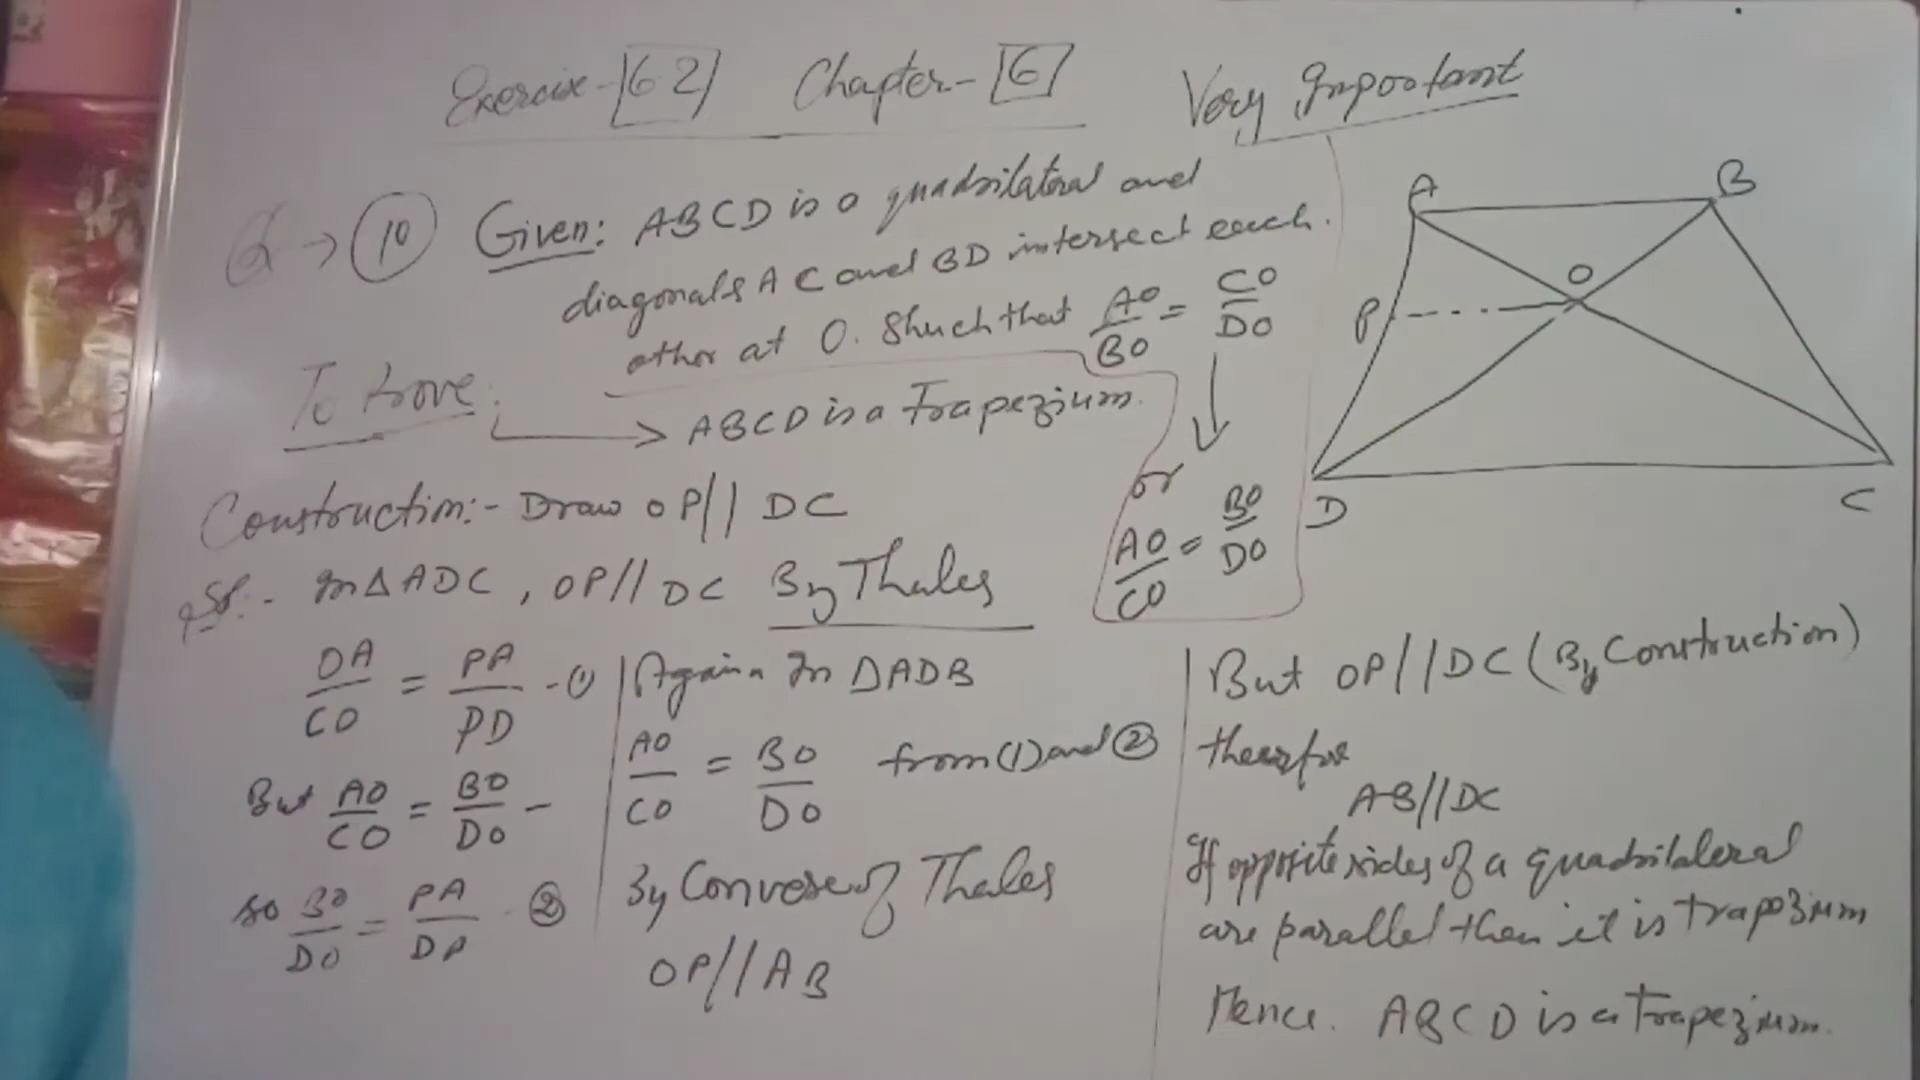 Exercise-6 2 Chapter-6 Very Important
Q → 10 Given: ABCD is a quadrilateral and
diagonals AC and BD intersect each
other at O. Shuch that AO/BO = CO/DO
or
AO/CO = BO/DO
To Prove:
→ ABCD is a Trapezium.
Construction:- Draw OP // DC
Sol:- In Δ ADC, OP // DC By Thales
OA/CO = PA/PD - (1)
But AO/CO = BO/DO -
so BO/DO = PA/DP - (2)
Again In ΔADB
AO/CO = BO/DO from (1) and (2)
By Convese of Thales
OP // AB
But OP // DC (By Construction)
therefor
AB // DC
If opposite sides of a quadrilateral
are parallel then it is trapezium
Hence. ABCD is a Trapezium.
A
B
O
P
D
C